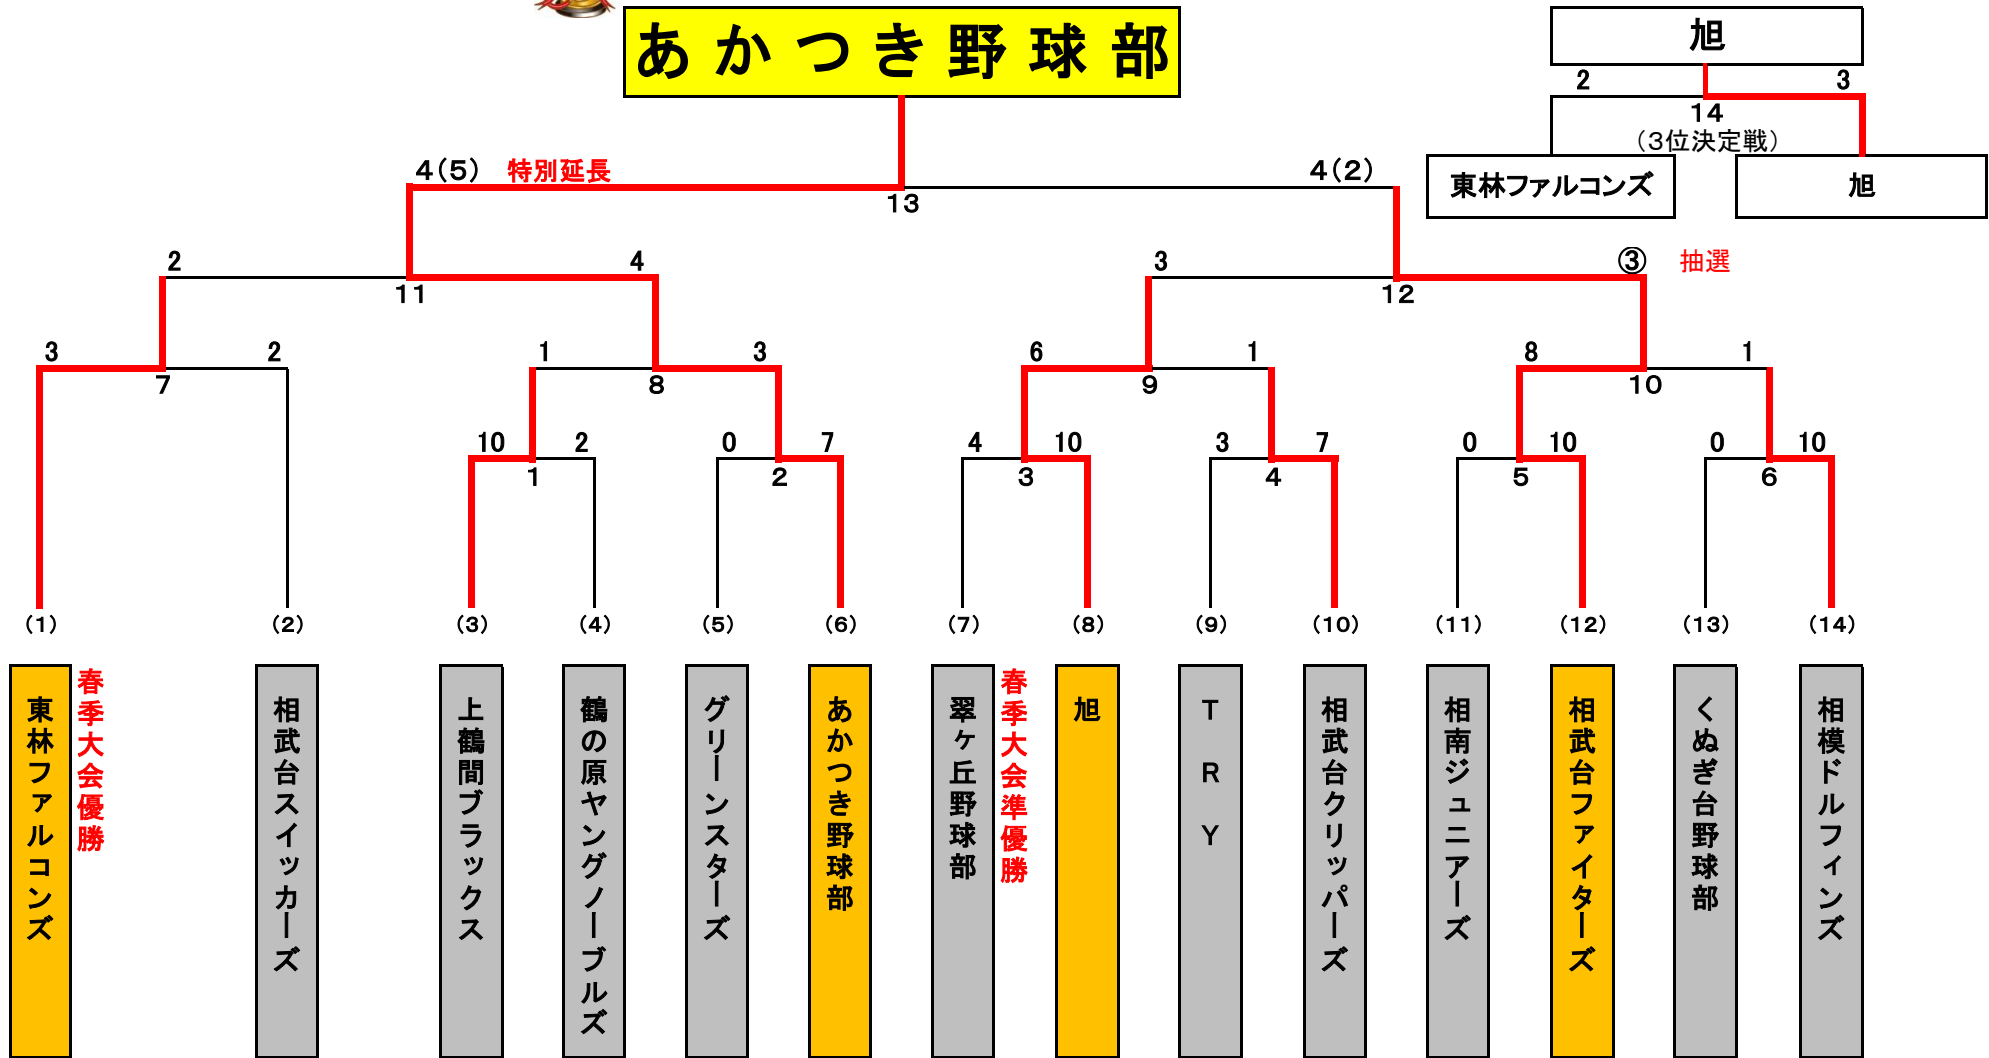 あかつき野球部
旭
2 3
14
(3位決定戦)
東林ファルコンズ 旭
4(5) 特別延長 4(2)
13
2 4 3 ③ 抽選
11 12
3 2 1 3 6 1 8 1
7 8 9 10
10 2 0 7 4 10 3 7 0 10 0 10
1 2 3 4 5 6
(1) (2) (3) (4) (5) (6) (7) (8) (9) (10) (11) (12) (13) (14)
東林ファルコンズ
春季大会優勝
相武台スイッカーズ
上鶴間ブラックス
鶴の原ヤングノーブルズ
グリーンスターズ
あかつき野球部
翠ヶ丘野球部
春季大会準優勝
旭
TRY
相武台クリッパーズ
相南ジュニアーズ
相武台ファイターズ
くぬぎ台野球部
相模ドルフィンズ